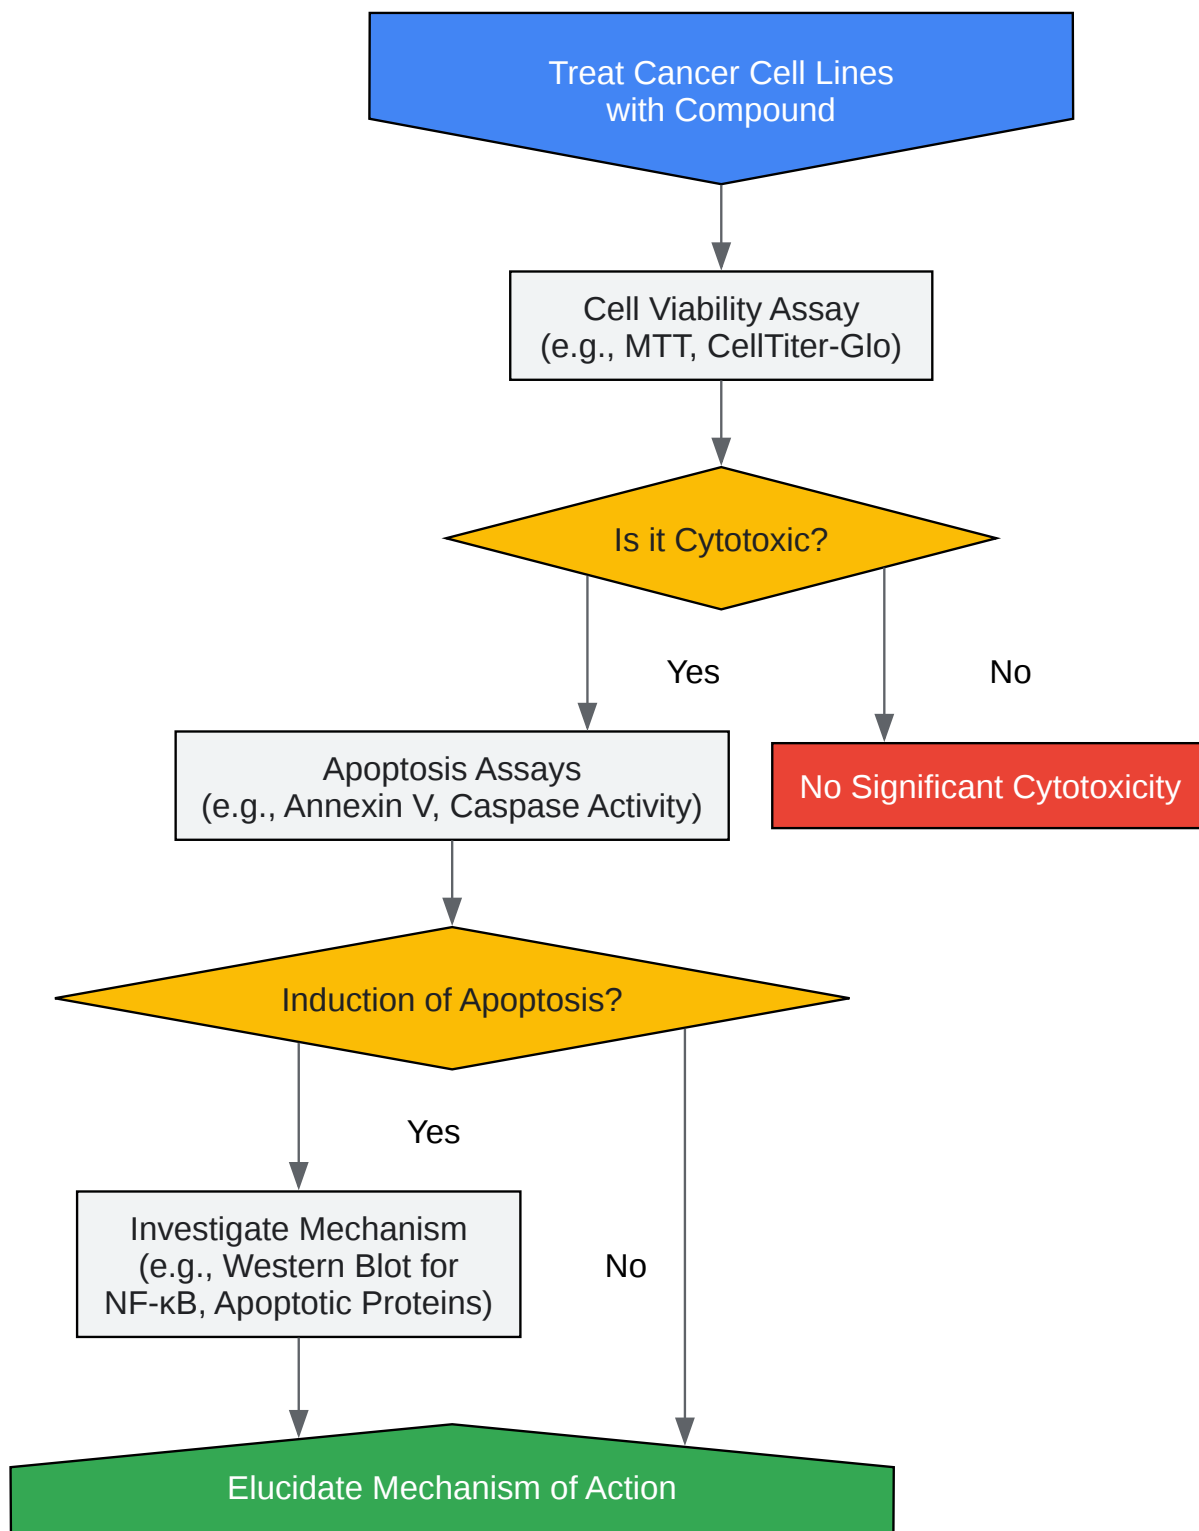 Treat Cancer Cell Lines
with Compound
Cell Viability Assay
(e.g., MTT, CellTiter-Glo)
Is it Cytotoxic?
Yes
No
Apoptosis Assays
(e.g., Annexin V, Caspase Activity)
No Significant Cytotoxicity
Induction of Apoptosis?
Yes
Investigate Mechanism
(e.g., Western Blot for
NF-κB, Apoptotic Proteins)
No
Elucidate Mechanism of Action